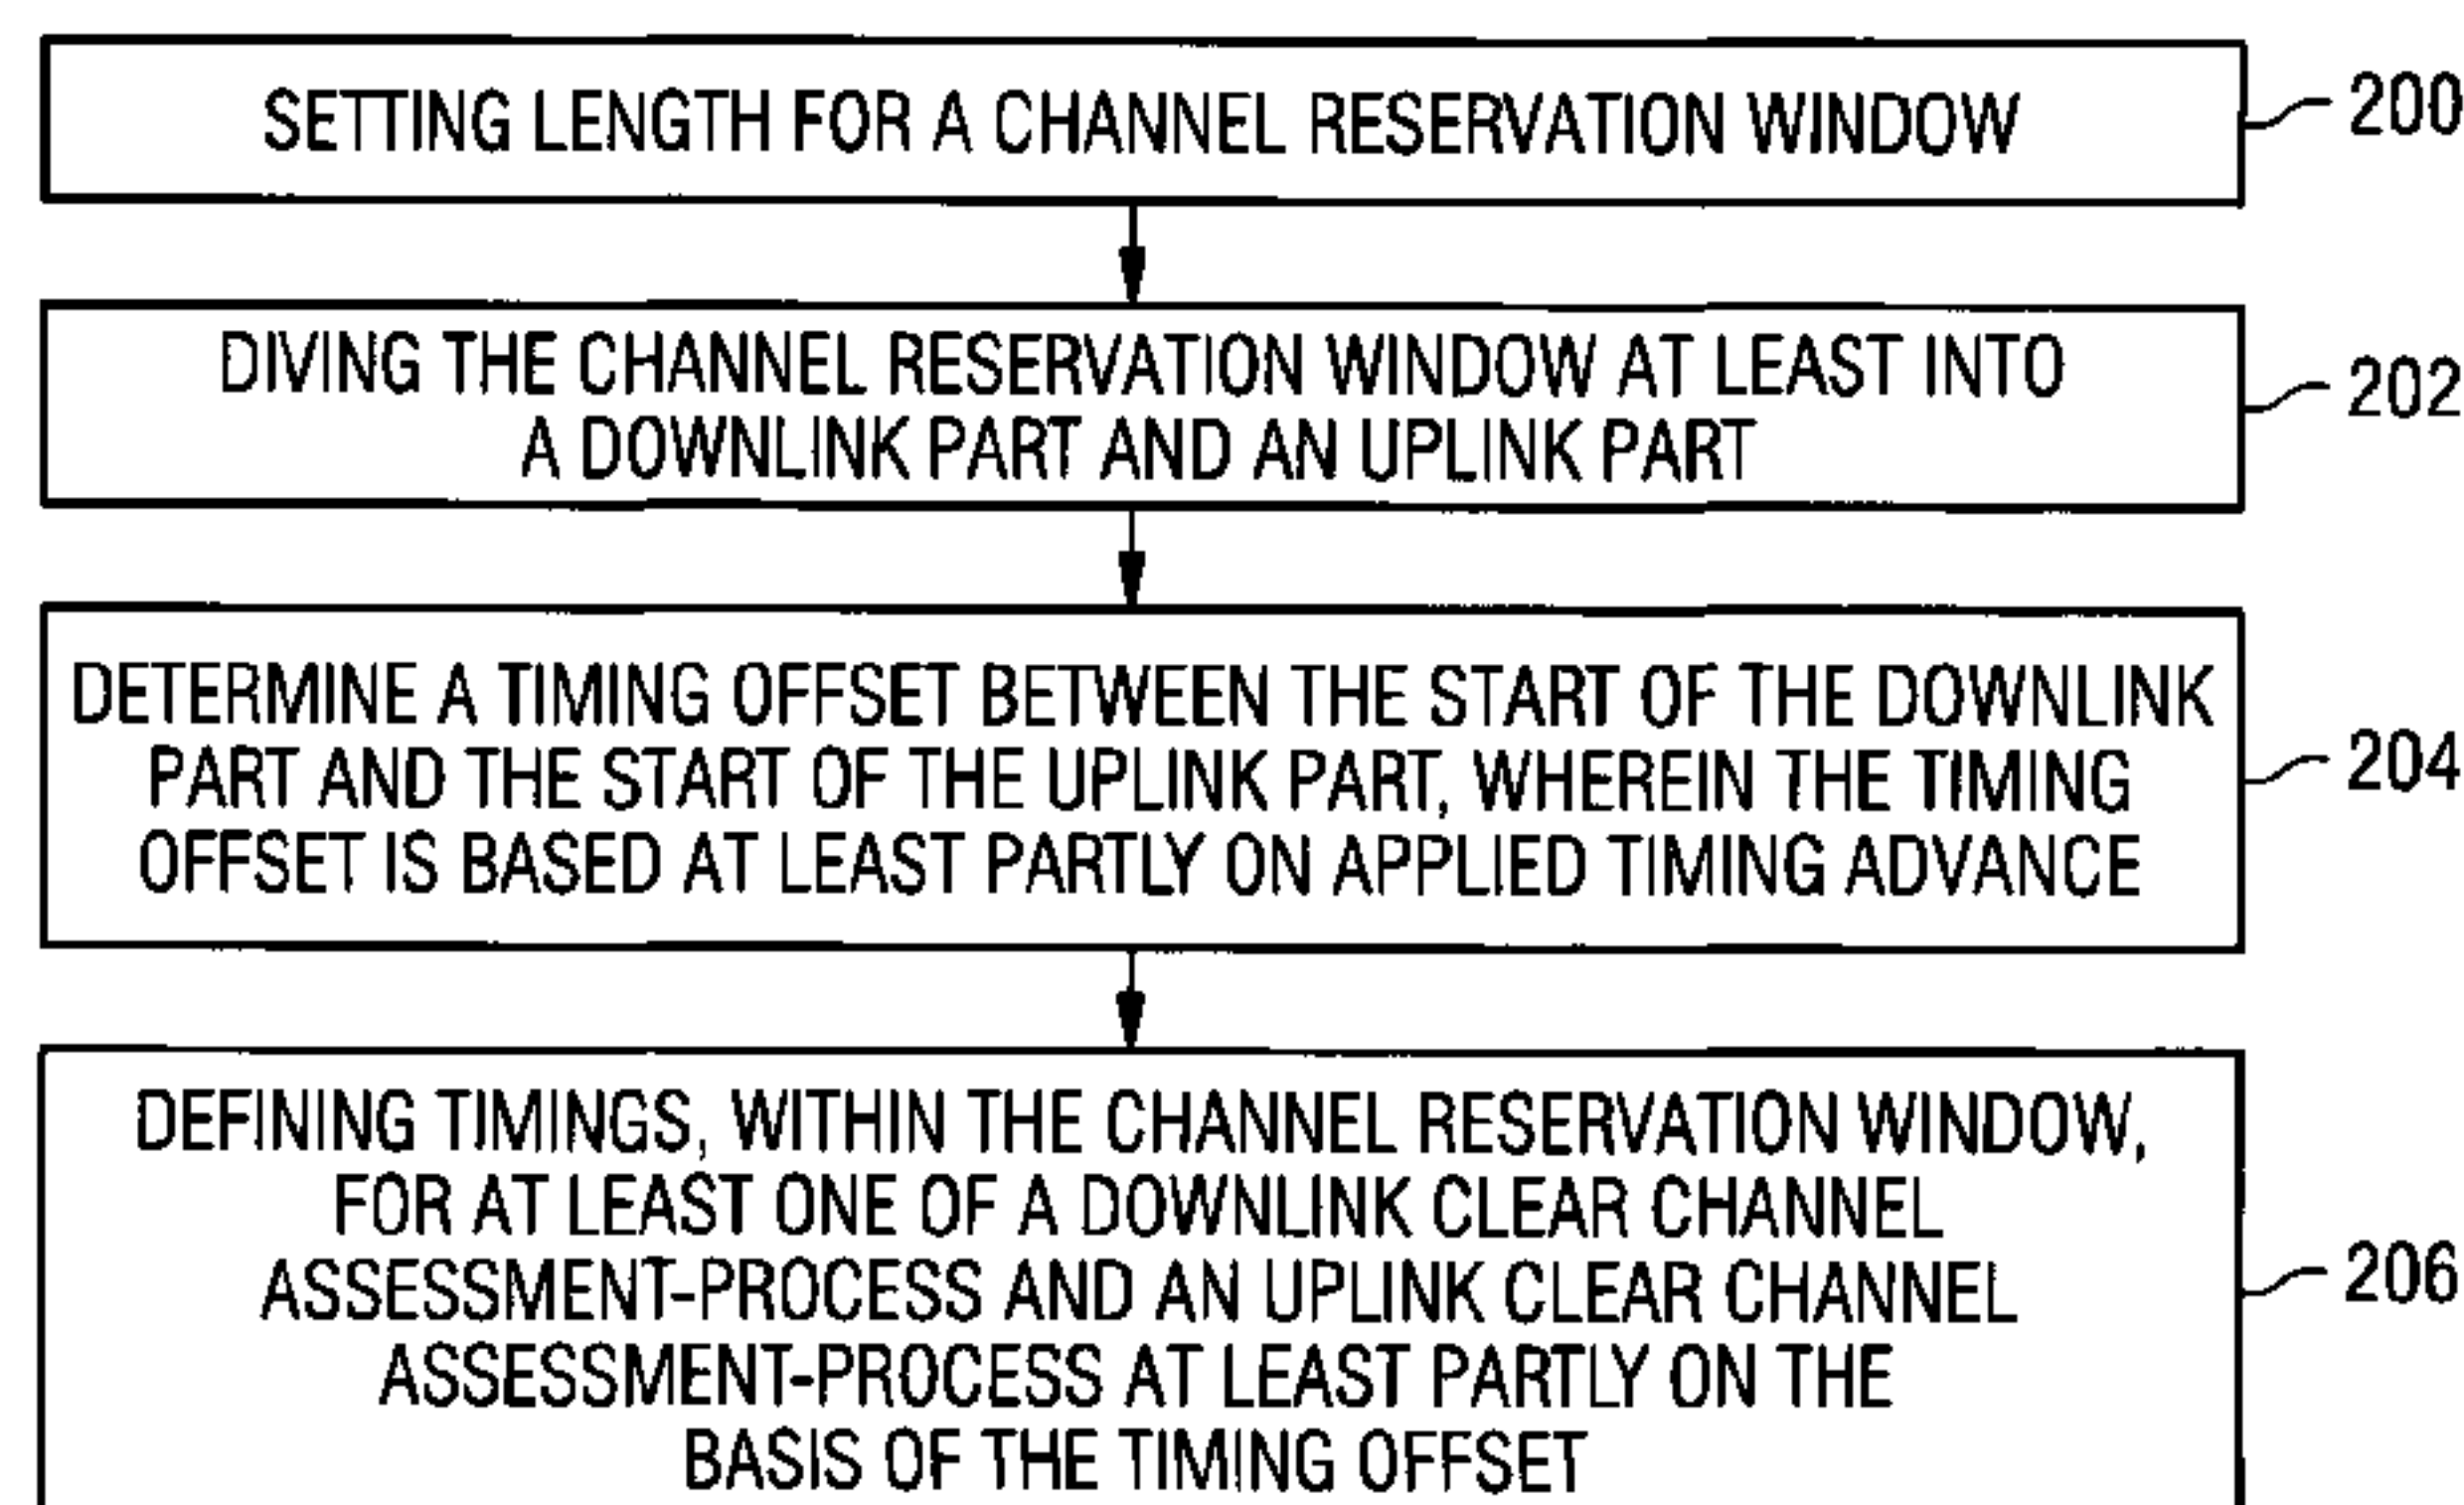 SETTING LENGTH FOR A CHANNEL RESERVATION WINDOW
200
DIVING THE CHANNEL RESERVATION WINDOW AT LEAST INTO
A DOWNLINK PART AND AN UPLINK PART
202
DETERMINE A TIMING OFFSET BETWEEN THE START OF THE DOWNLINK
PART AND THE START OF THE UPLINK PART, WHEREIN THE TIMING
OFFSET IS BASED AT LEAST PARTLY ON APPLIED TIMING ADVANCE
204
DEFINING TIMINGS, WITHIN THE CHANNEL RESERVATION WINDOW,
FOR AT LEAST ONE OF A DOWNLINK CLEAR CHANNEL
ASSESSMENT-PROCESS AND AN UPLINK CLEAR CHANNEL
ASSESSMENT-PROCESS AT LEAST PARTLY ON THE
BASIS OF THE TIMING OFFSET
206